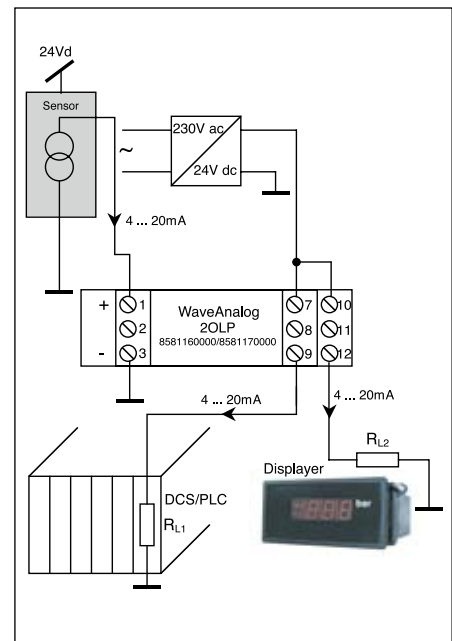 24Vd
Sensor
230V ac
~
24V dc
4 ... 20mA
+ 1
2
- 3
WaveAnalog
2OLP
8581160000/8581170000
7 10
8 11
9 12
4 ... 20mA
4 ... 20mA
RL2
Displayer
DCS/PLC
RL1
bar